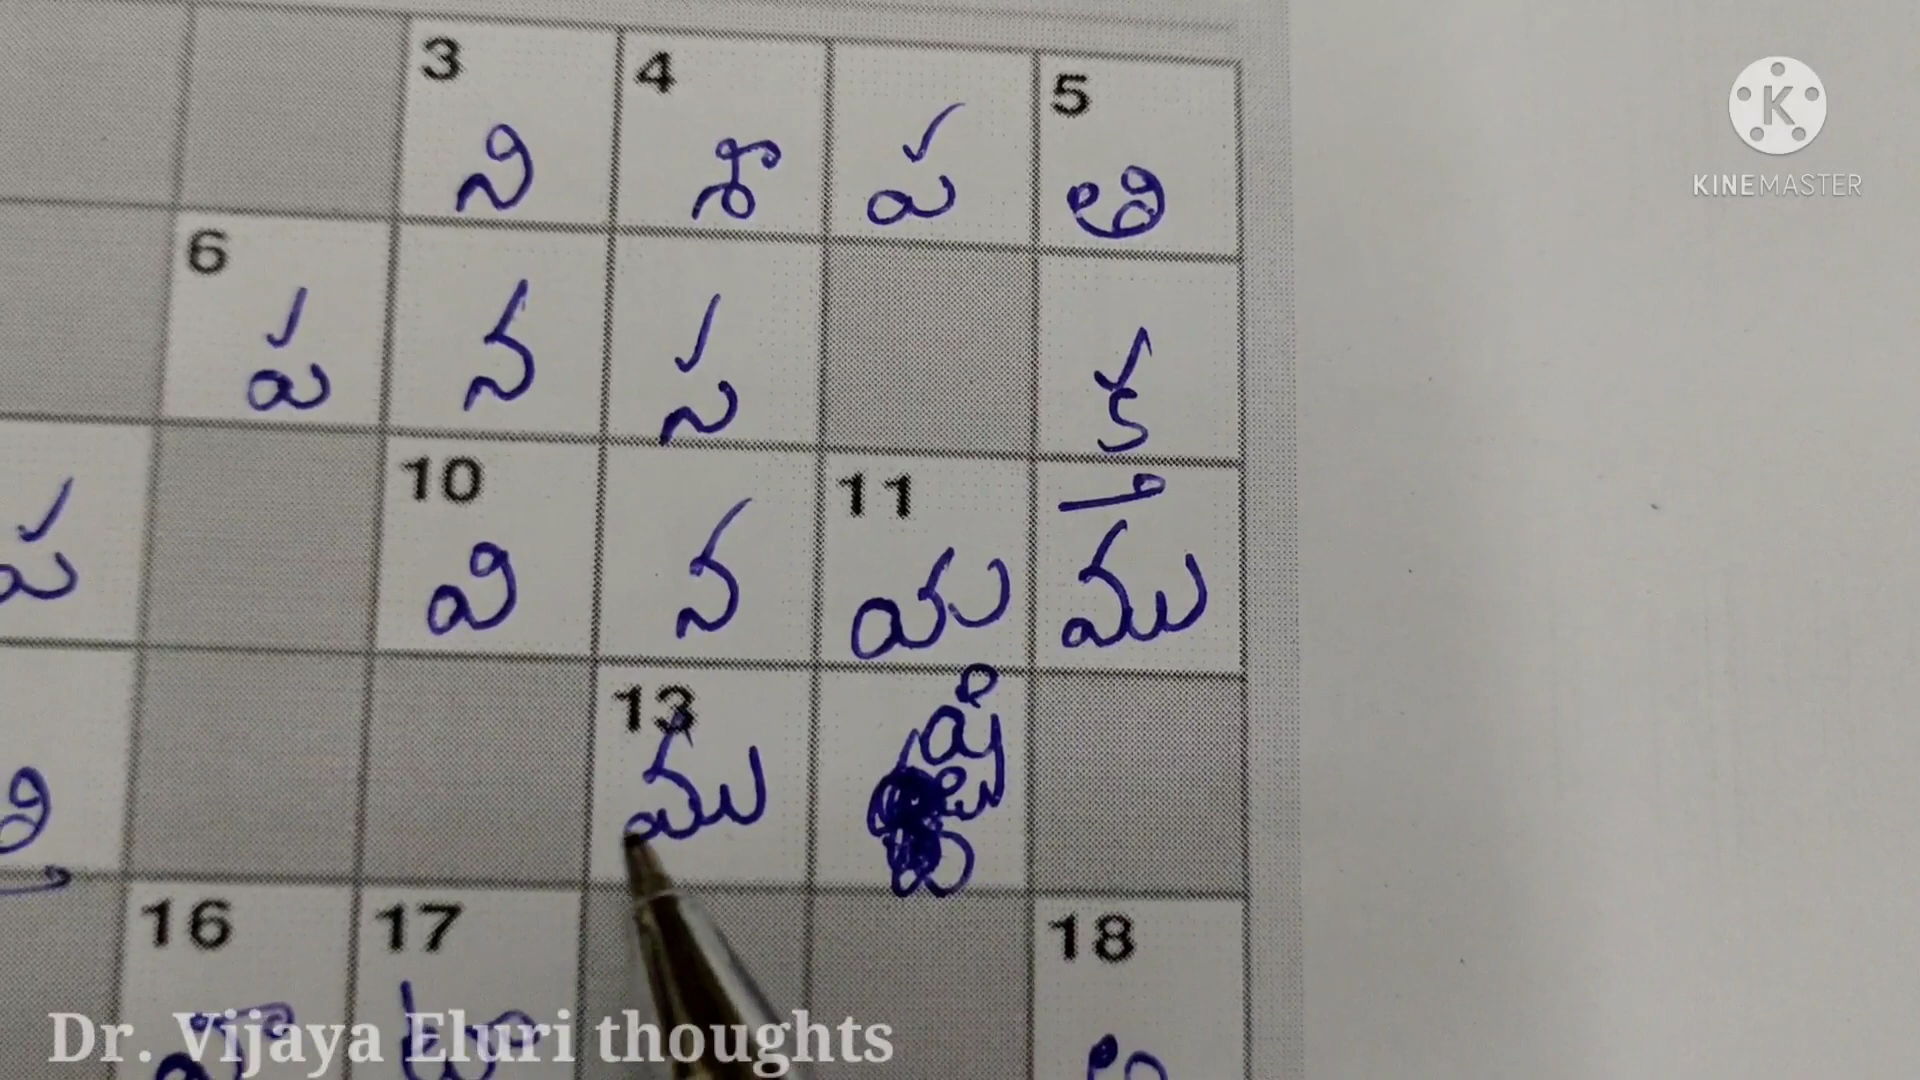 3 4 5
ని శా ప తి
6
ప న స క
10 11
ప వి న యు ము
13
తి ము ష్టి
16 17 18
KINEMASTER
Dr. Vijaya Eluri thoughts